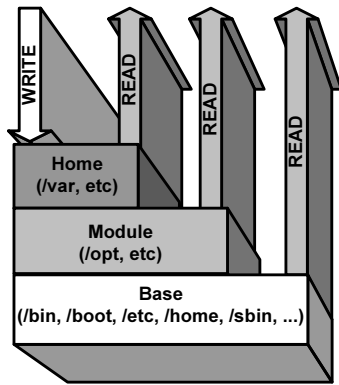 WRITE
READ
READ
READ
Home
(/var, etc)
Module
(/opt, etc)
Base
(/bin, /boot, /etc, /home, /sbin, ...)